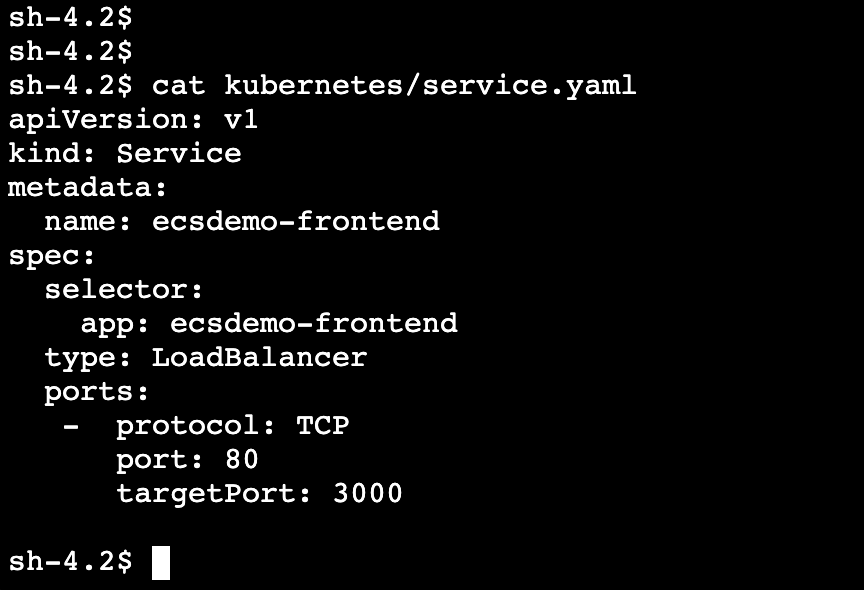 sh-4.2$
sh-4.2$
sh-4.2$ cat kubernetes/service.yaml
apiVersion: v1
kind: Service
metadata:
  name: ecsdemo-frontend
spec:
  selector:
    app: ecsdemo-frontend
  type: LoadBalancer
  ports:
   -  protocol: TCP
      port: 80
      targetPort: 3000

sh-4.2$